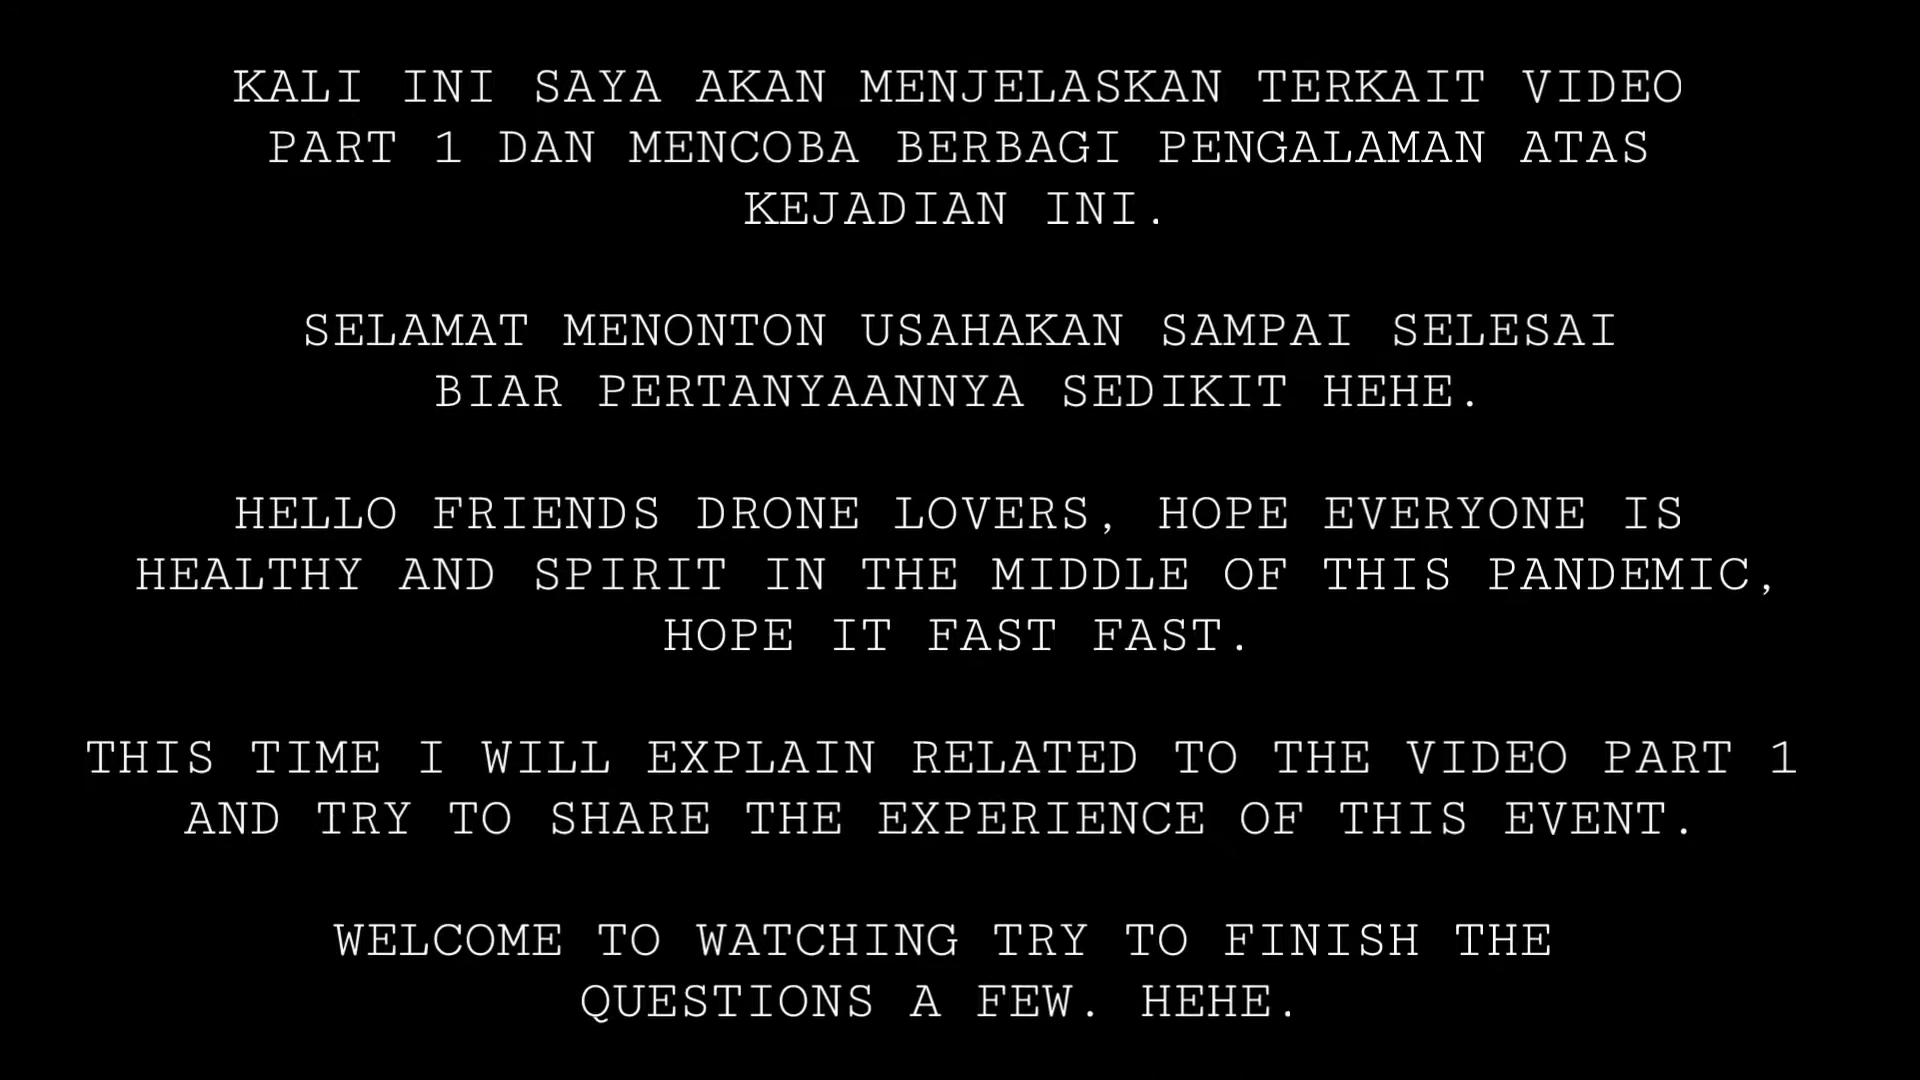 KALI INI SAYA AKAN MENJELASKAN TERKAIT VIDEO
PART 1 DAN MENCOBA BERBAGI PENGALAMAN ATAS
KEJADIAN INI.
SELAMAT MENONTON USAHAKAN SAMPAI SELESAI
BIAR PERTANYAANNYA SEDIKIT HEHE.
HELLO FRIENDS DRONE LOVERS, HOPE EVERYONE IS
HEALTHY AND SPIRIT IN THE MIDDLE OF THIS PANDEMIC,
HOPE IT FAST FAST.
THIS TIME I WILL EXPLAIN RELATED TO THE VIDEO PART 1
AND TRY TO SHARE THE EXPERIENCE OF THIS EVENT.
WELCOME TO WATCHING TRY TO FINISH THE
QUESTIONS A FEW. HEHE.